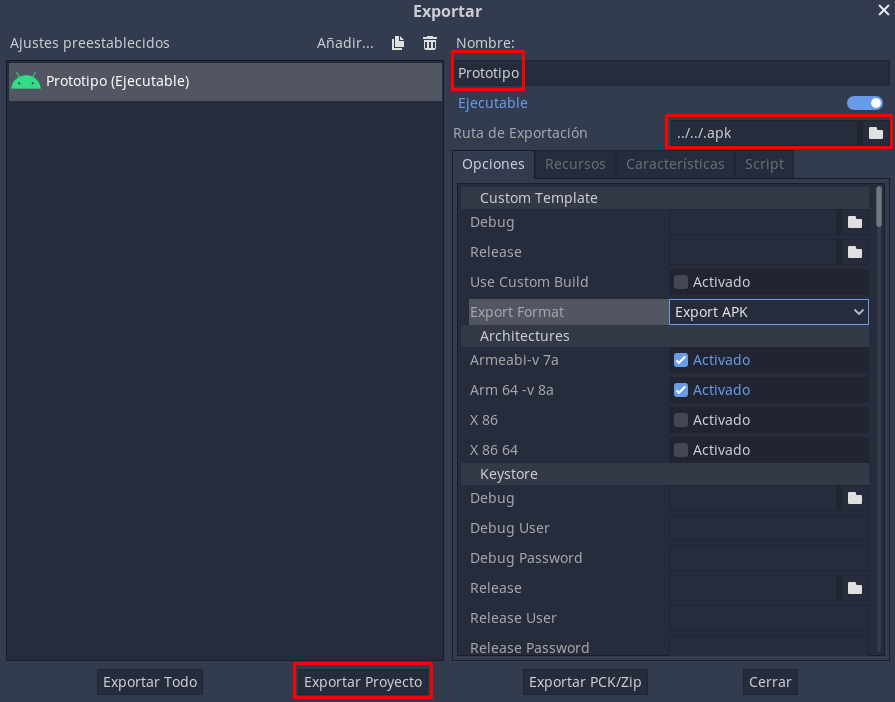 Exportar
Ajustes preestablecidos
Añadir...
Prototipo (Ejecutable)
Nombre:
Prototipo
Ejecutable
Ruta de Exportación
../../.apk
Opciones
Recursos
Características
Script
Custom Template
Debug
Release
Use Custom Build
Activado
Export Format
Export APK
Architectures
Armeabi-v 7a
Activado
Arm 64 -v 8a
Activado
X 86
Activado
X 86 64
Activado
Keystore
Debug
Debug User
Debug Password
Release
Release User
Release Password
Exportar Todo
Exportar Proyecto
Exportar PCK/Zip
Cerrar